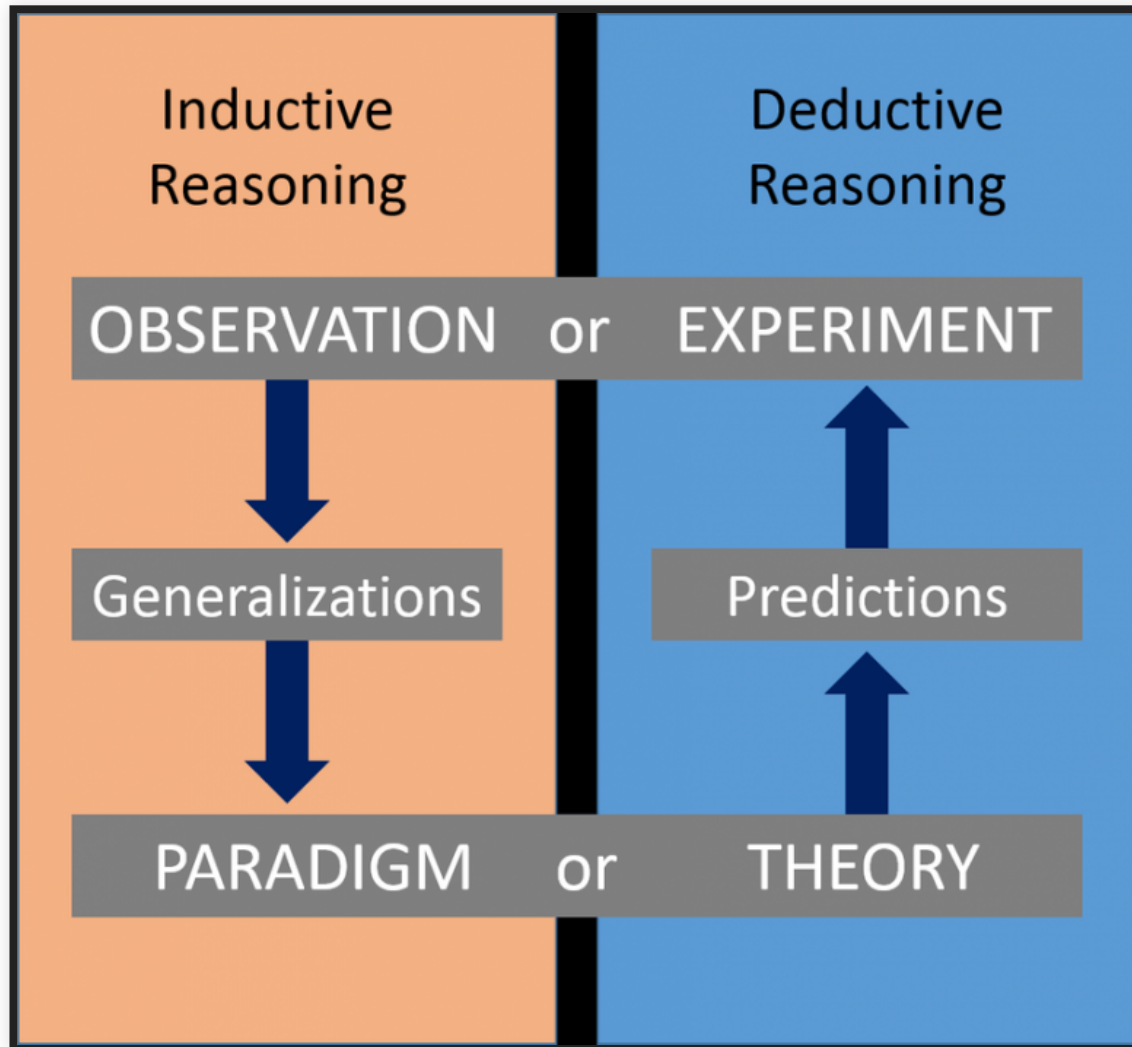 Inductive
Reasoning
Deductive
Reasoning
OBSERVATION or EXPERIMENT
Generalizations
Predictions
PARADIGM or THEORY